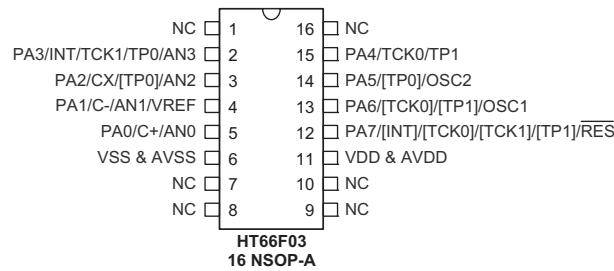 NC 1 16 NC
PA3/INT/TCK1/TP0/AN3 2 15 PA4/TCK0/TP1
PA2/CX/[TP0]/AN2 3 14 PA5/[TP0]/OSC2
PA1/C-/AN1/VREF 4 13 PA6/[TCK0]/[TP1]/OSC1
PA0/C+/AN0 5 12 PA7/[INT]/[TCK0]/[TCK1]/[TP1]/RES
VSS & AVSS 6 11 VDD & AVDD
NC 7 10 NC
NC 8 9 NC
HT66F03
16 NSOP-A